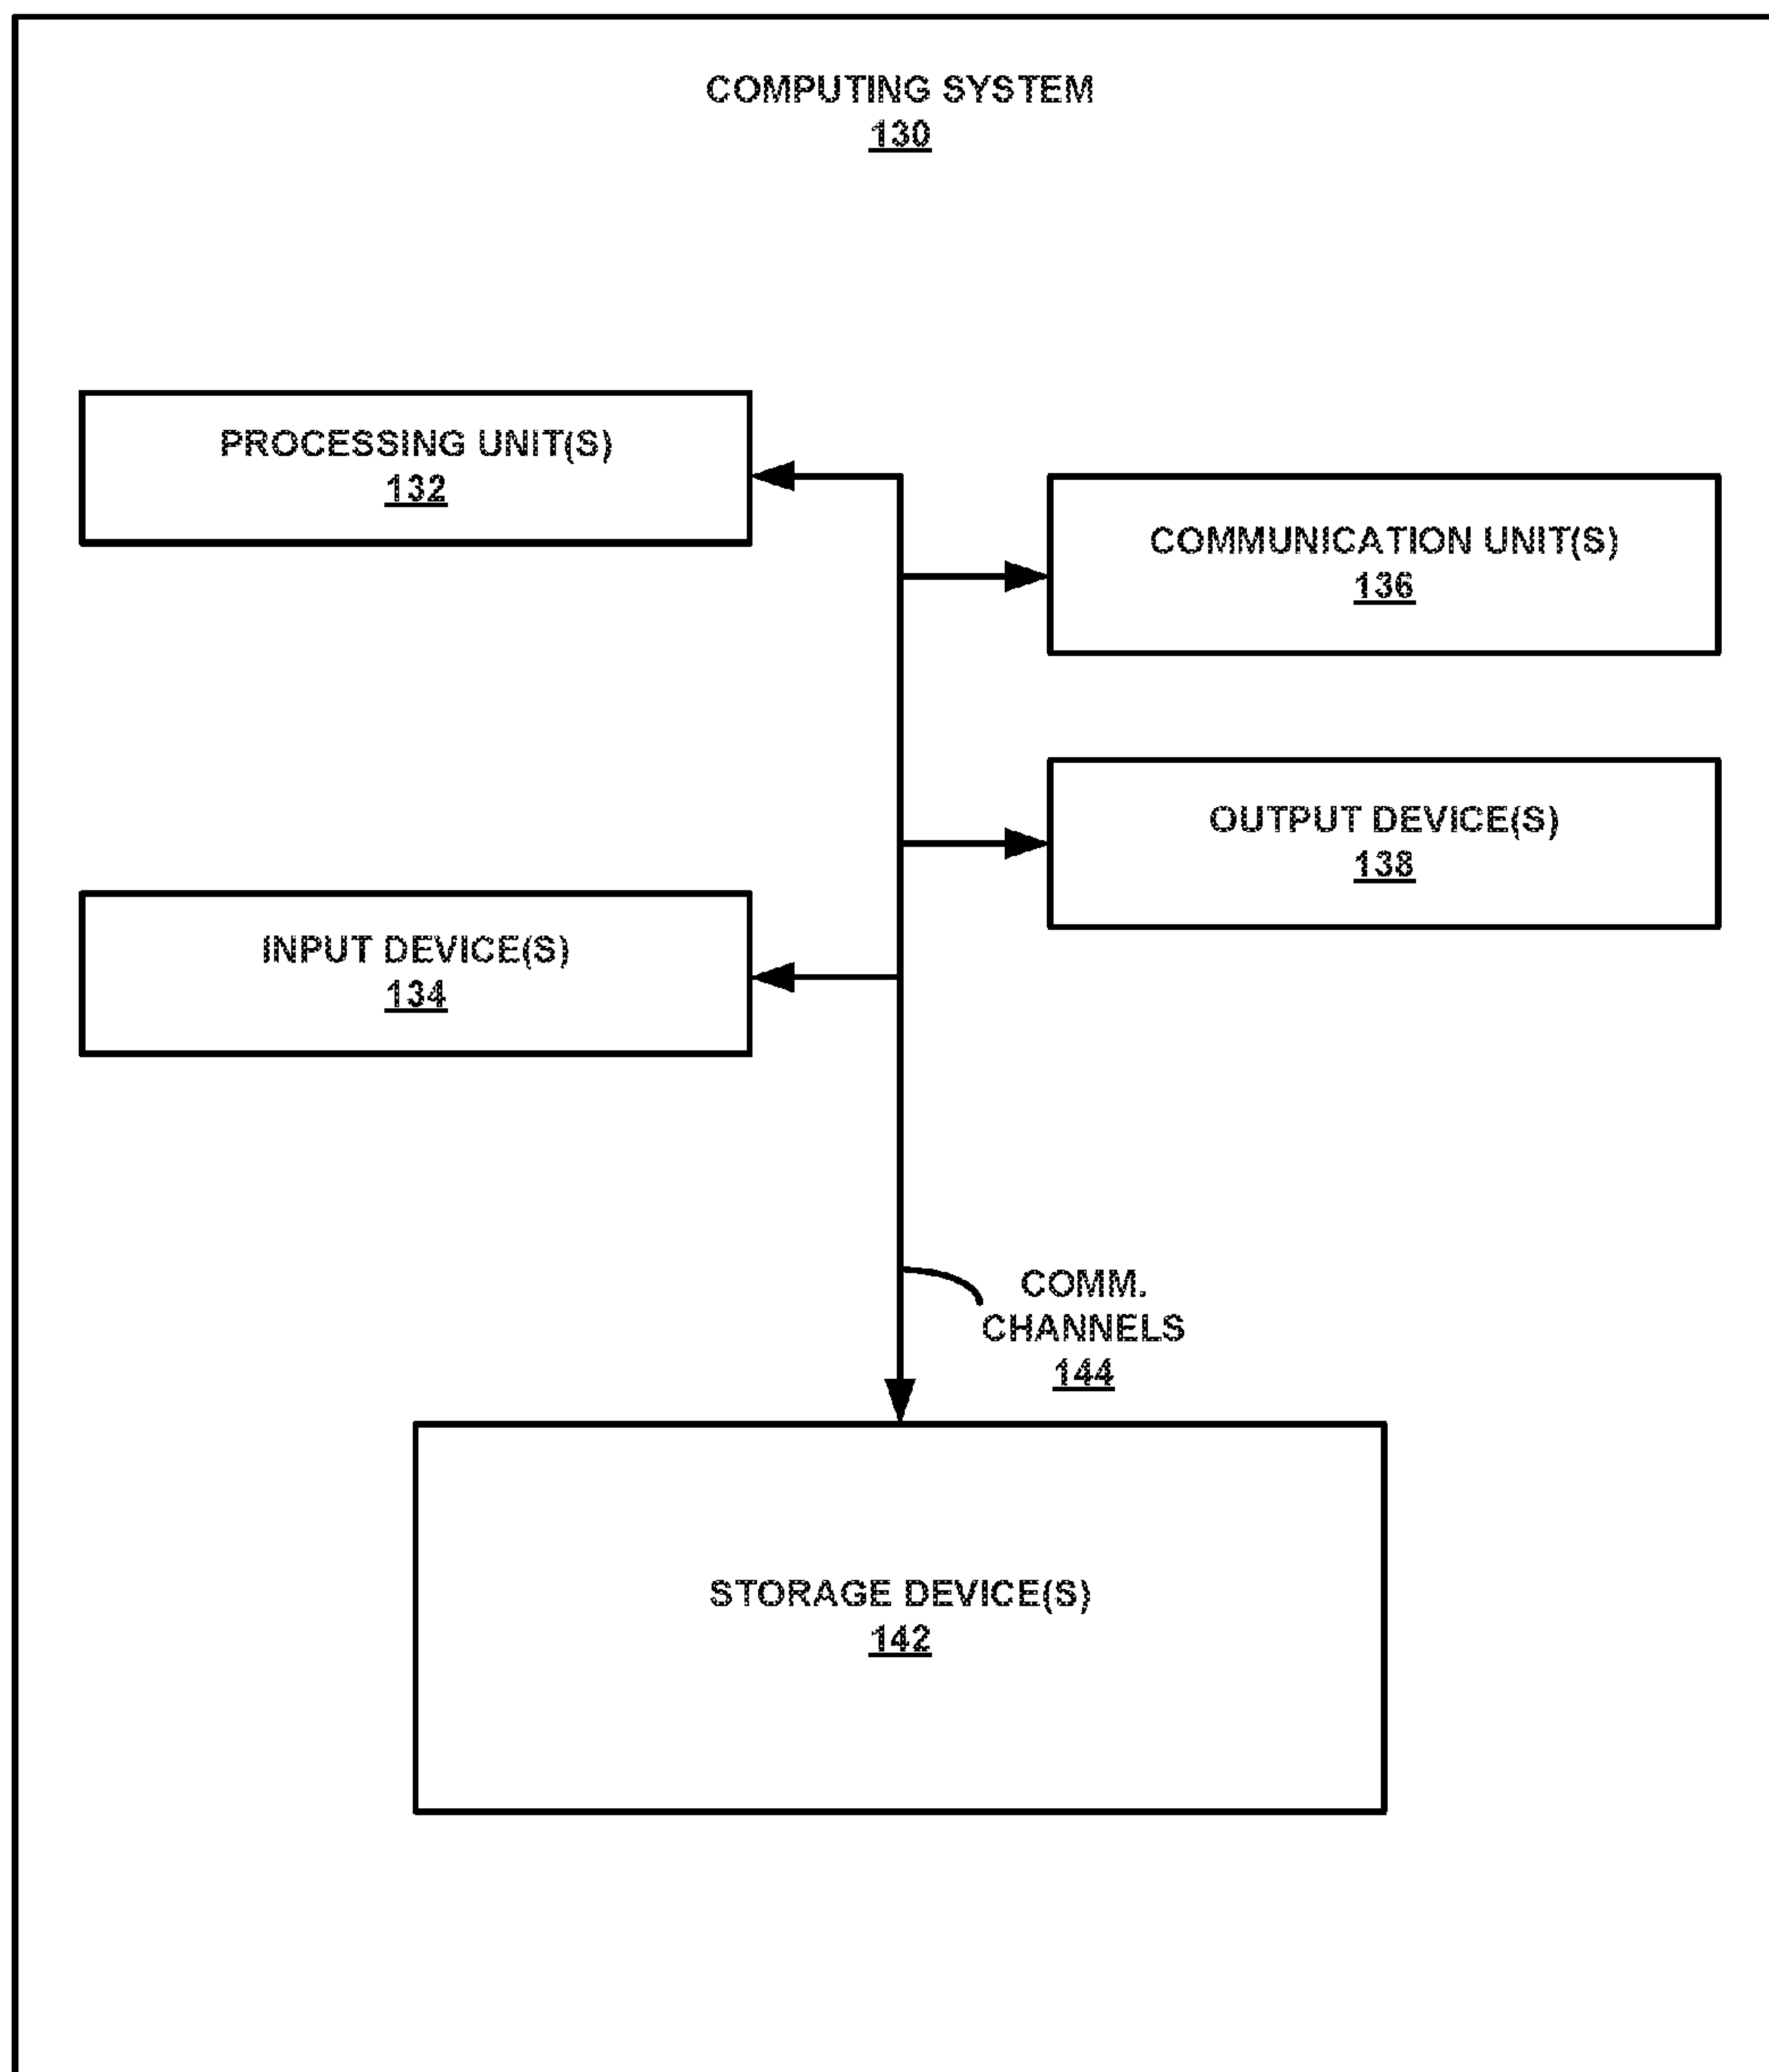 COMPUTING SYSTEM
130
PROCESSING UNIT(S)
132
COMMUNICATION UNIT(S)
136
OUTPUT DEVICE(S)
138
INPUT DEVICE(S)
134
COMM.
CHANNELS
144
STORAGE DEVICE(S)
142